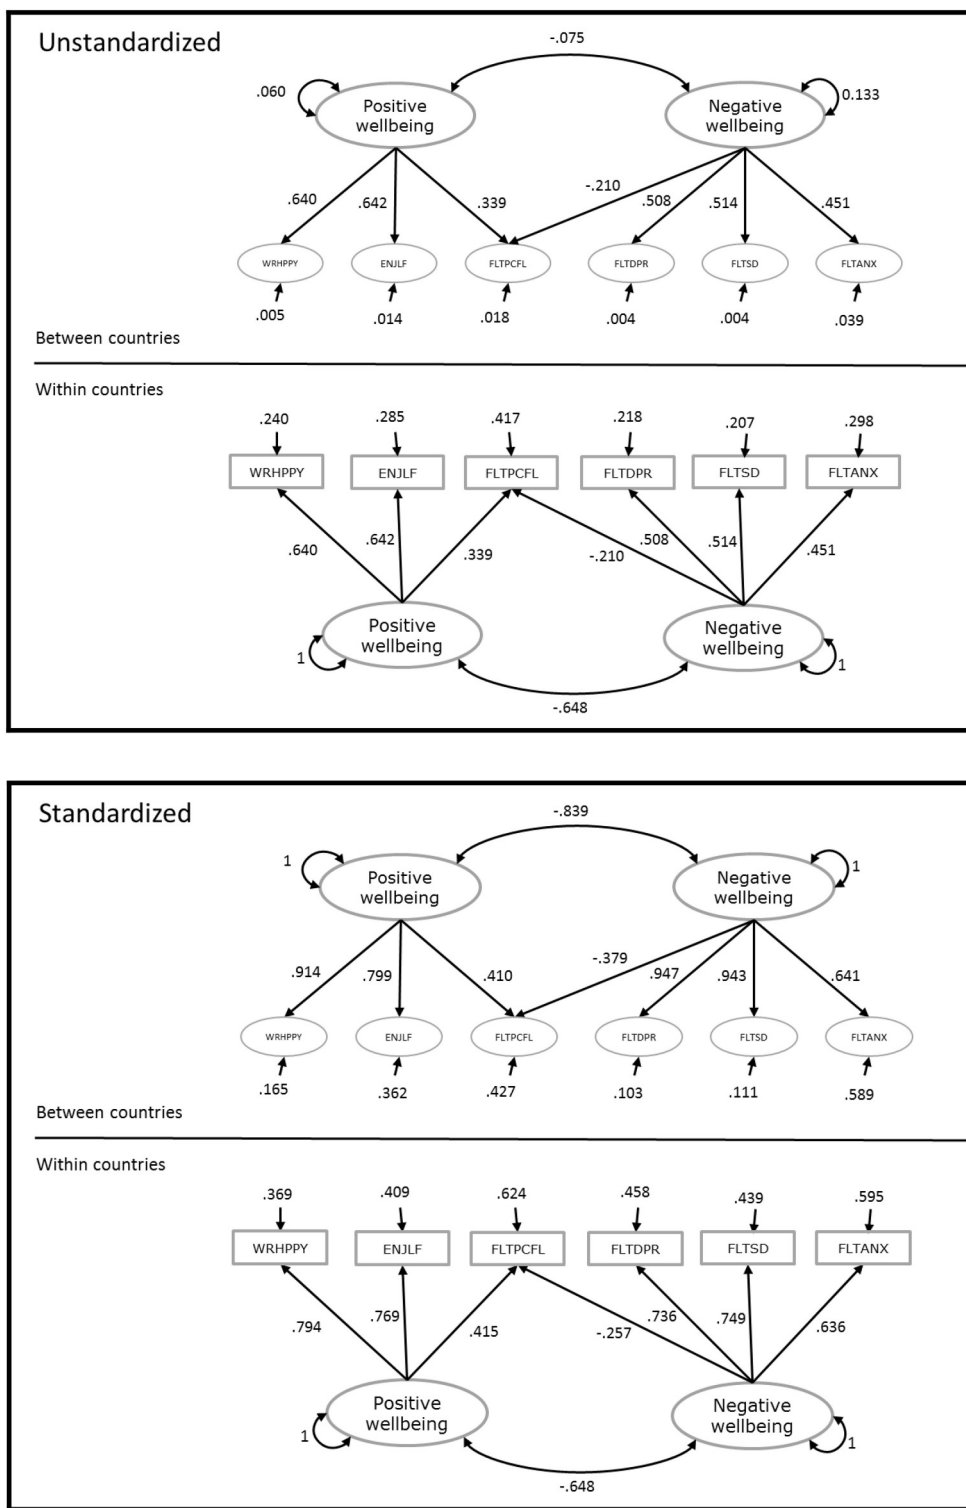 Unstandardized
-.075
.060
Positive
wellbeing
Negative
wellbeing
0.133
.640
.642
.339
-.210
.508
.514
.451
WRHPPY
ENJLF
FLTPCFL
FLTDPR
FLTSD
FLTANX
.005
.014
.018
.004
.004
.039
Between countries
Within countries
.240
.285
.417
.218
.207
.298
WRHPPY
ENJLF
FLTPCFL
FLTDPR
FLTSD
FLTANX
.640
.642
.339
-.210
.508
.514
.451
Positive
wellbeing
Negative
wellbeing
1
1
-.648
Standardized
-.839
1
Positive
wellbeing
Negative
wellbeing
1
.914
.799
.410
-.379
.947
.943
.641
WRHPPY
ENJLF
FLTPCFL
FLTDPR
FLTSD
FLTANX
.165
.362
.427
.103
.111
.589
Between countries
Within countries
.369
.409
.624
.458
.439
.595
WRHPPY
ENJLF
FLTPCFL
FLTDPR
FLTSD
FLTANX
.794
.769
.415
-.257
.736
.749
.636
Positive
wellbeing
Negative
wellbeing
1
1
-.648